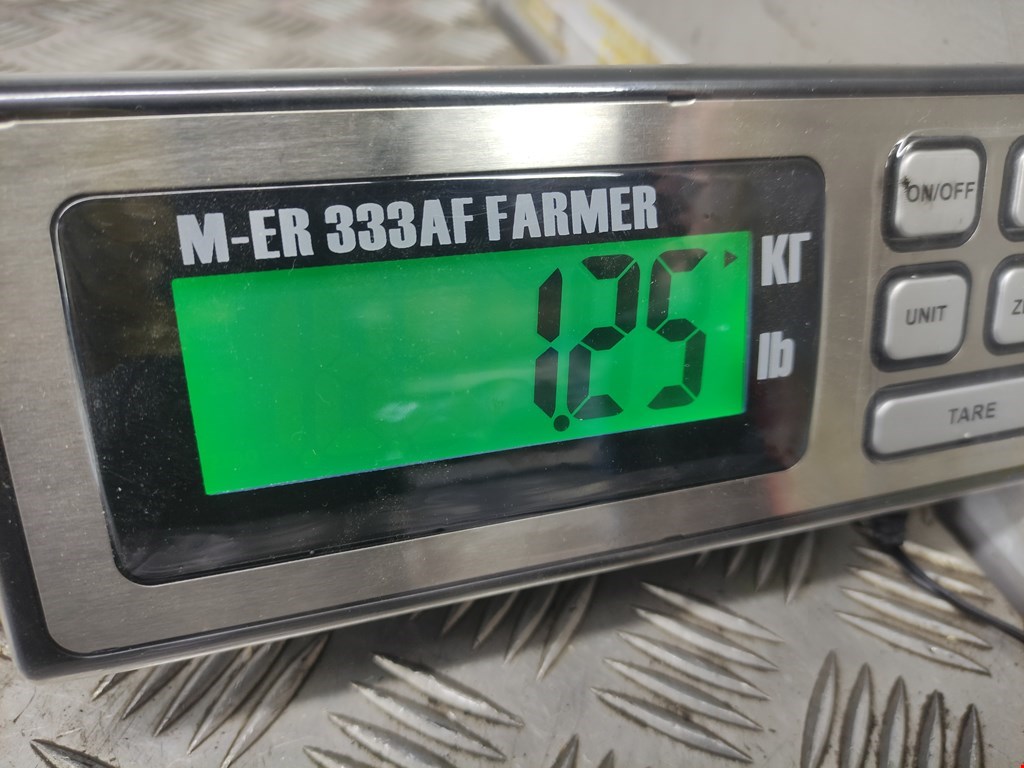 M-ER 333AF FARMER
1.25
КГ
lb
ON/OFF
UNIT
TARE